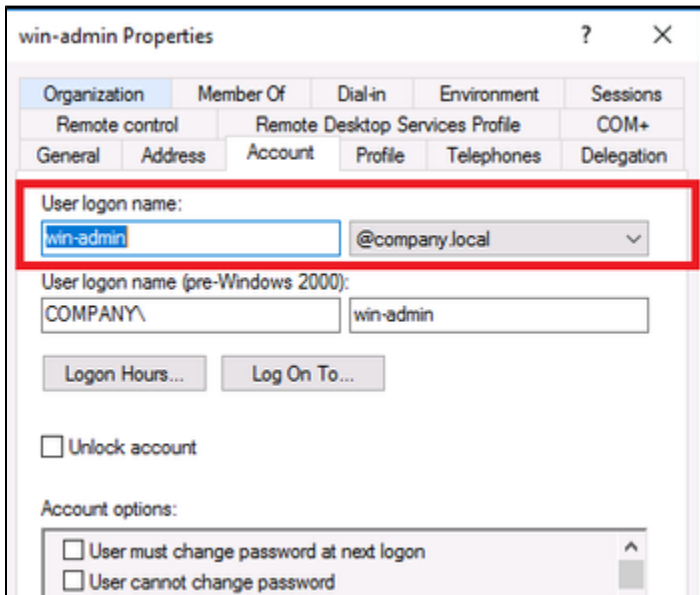 win-admin Properties ? ×
Organization Member Of Dial-in Environment Sessions
Remote control Remote Desktop Services Profile COM+
General Address Account Profile Telephones Delegation
User logon name:
win-admin @company.local
User logon name (pre-Windows 2000):
COMPANY\ win-admin
Logon Hours... Log On To...
Unlock account
Account options:
User must change password at next logon
User cannot change password